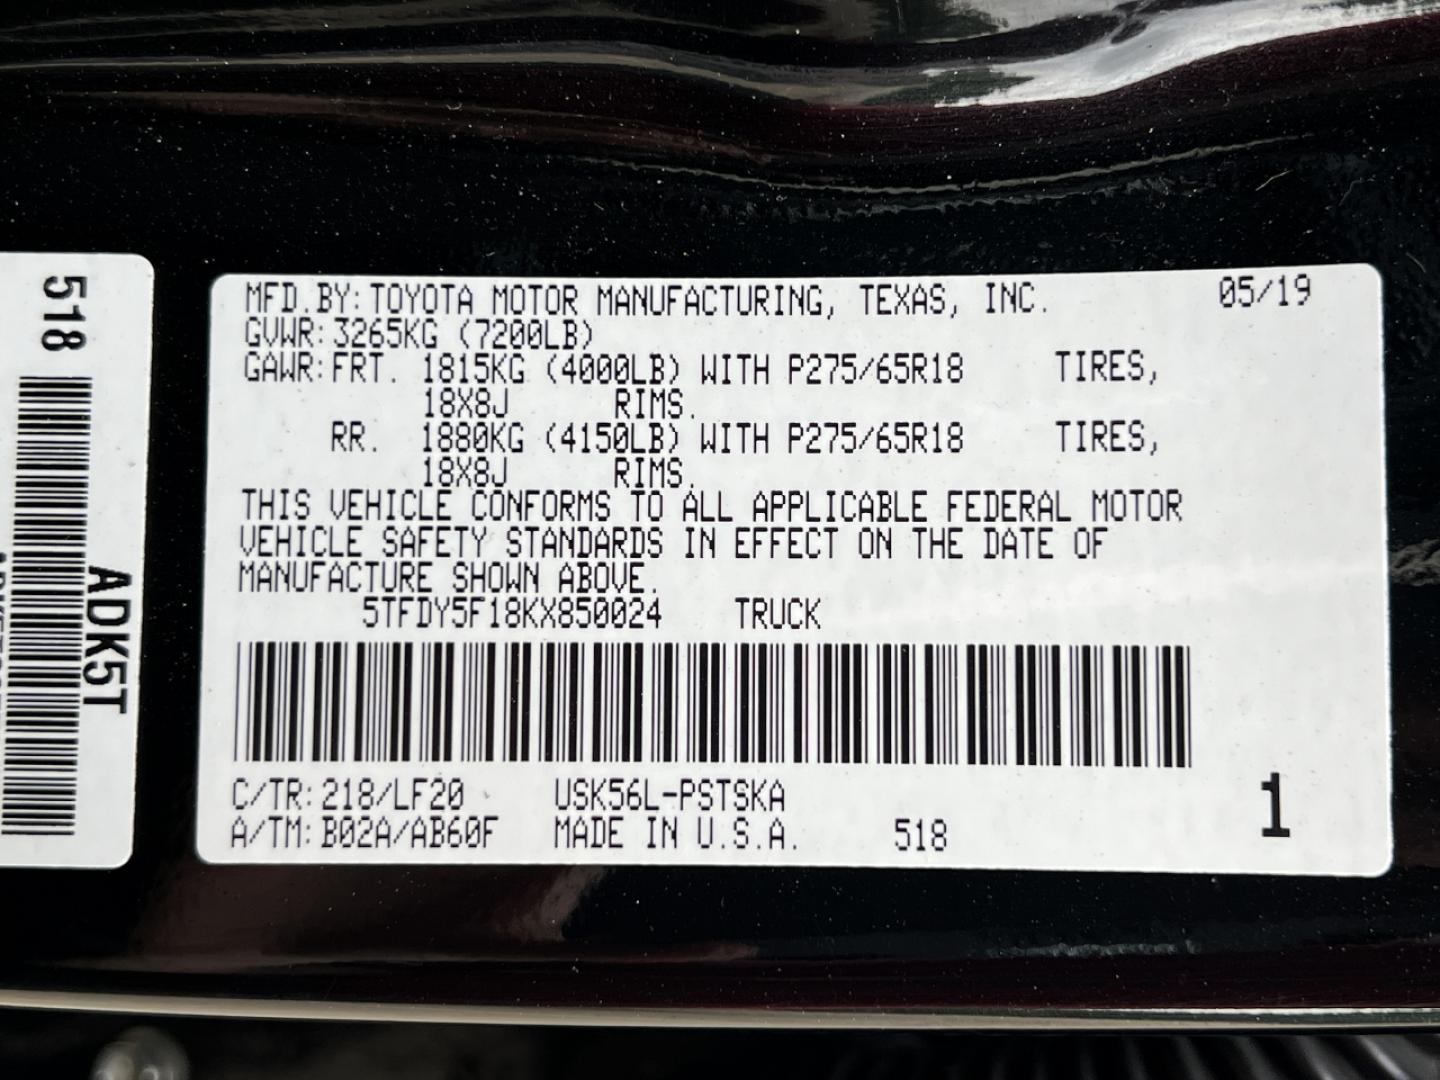 518
ADK5T
MFD.BY:TOYOTA MOTOR MANUFACTURING, TEXAS, INC. 05/19
GVWR:3265KG (7200LB)
GAWR:FRT. 1815KG (4000LB) WITH P275/65R18 TIRES,
18X8J RIMS.
RR. 1880KG (4150LB) WITH P275/65R18 TIRES,
18X8J RIMS.
THIS VEHICLE CONFORMS TO ALL APPLICABLE FEDERAL MOTOR
VEHICLE SAFETY STANDARDS IN EFFECT ON THE DATE OF
MANUFACTURE SHOWN ABOVE.
5TFDY5F18KX850024 TRUCK
C/TR:218/LF20 USK56L-PSTSKA
A/TM:B02A/AB60F MADE IN U.S.A. 518
1